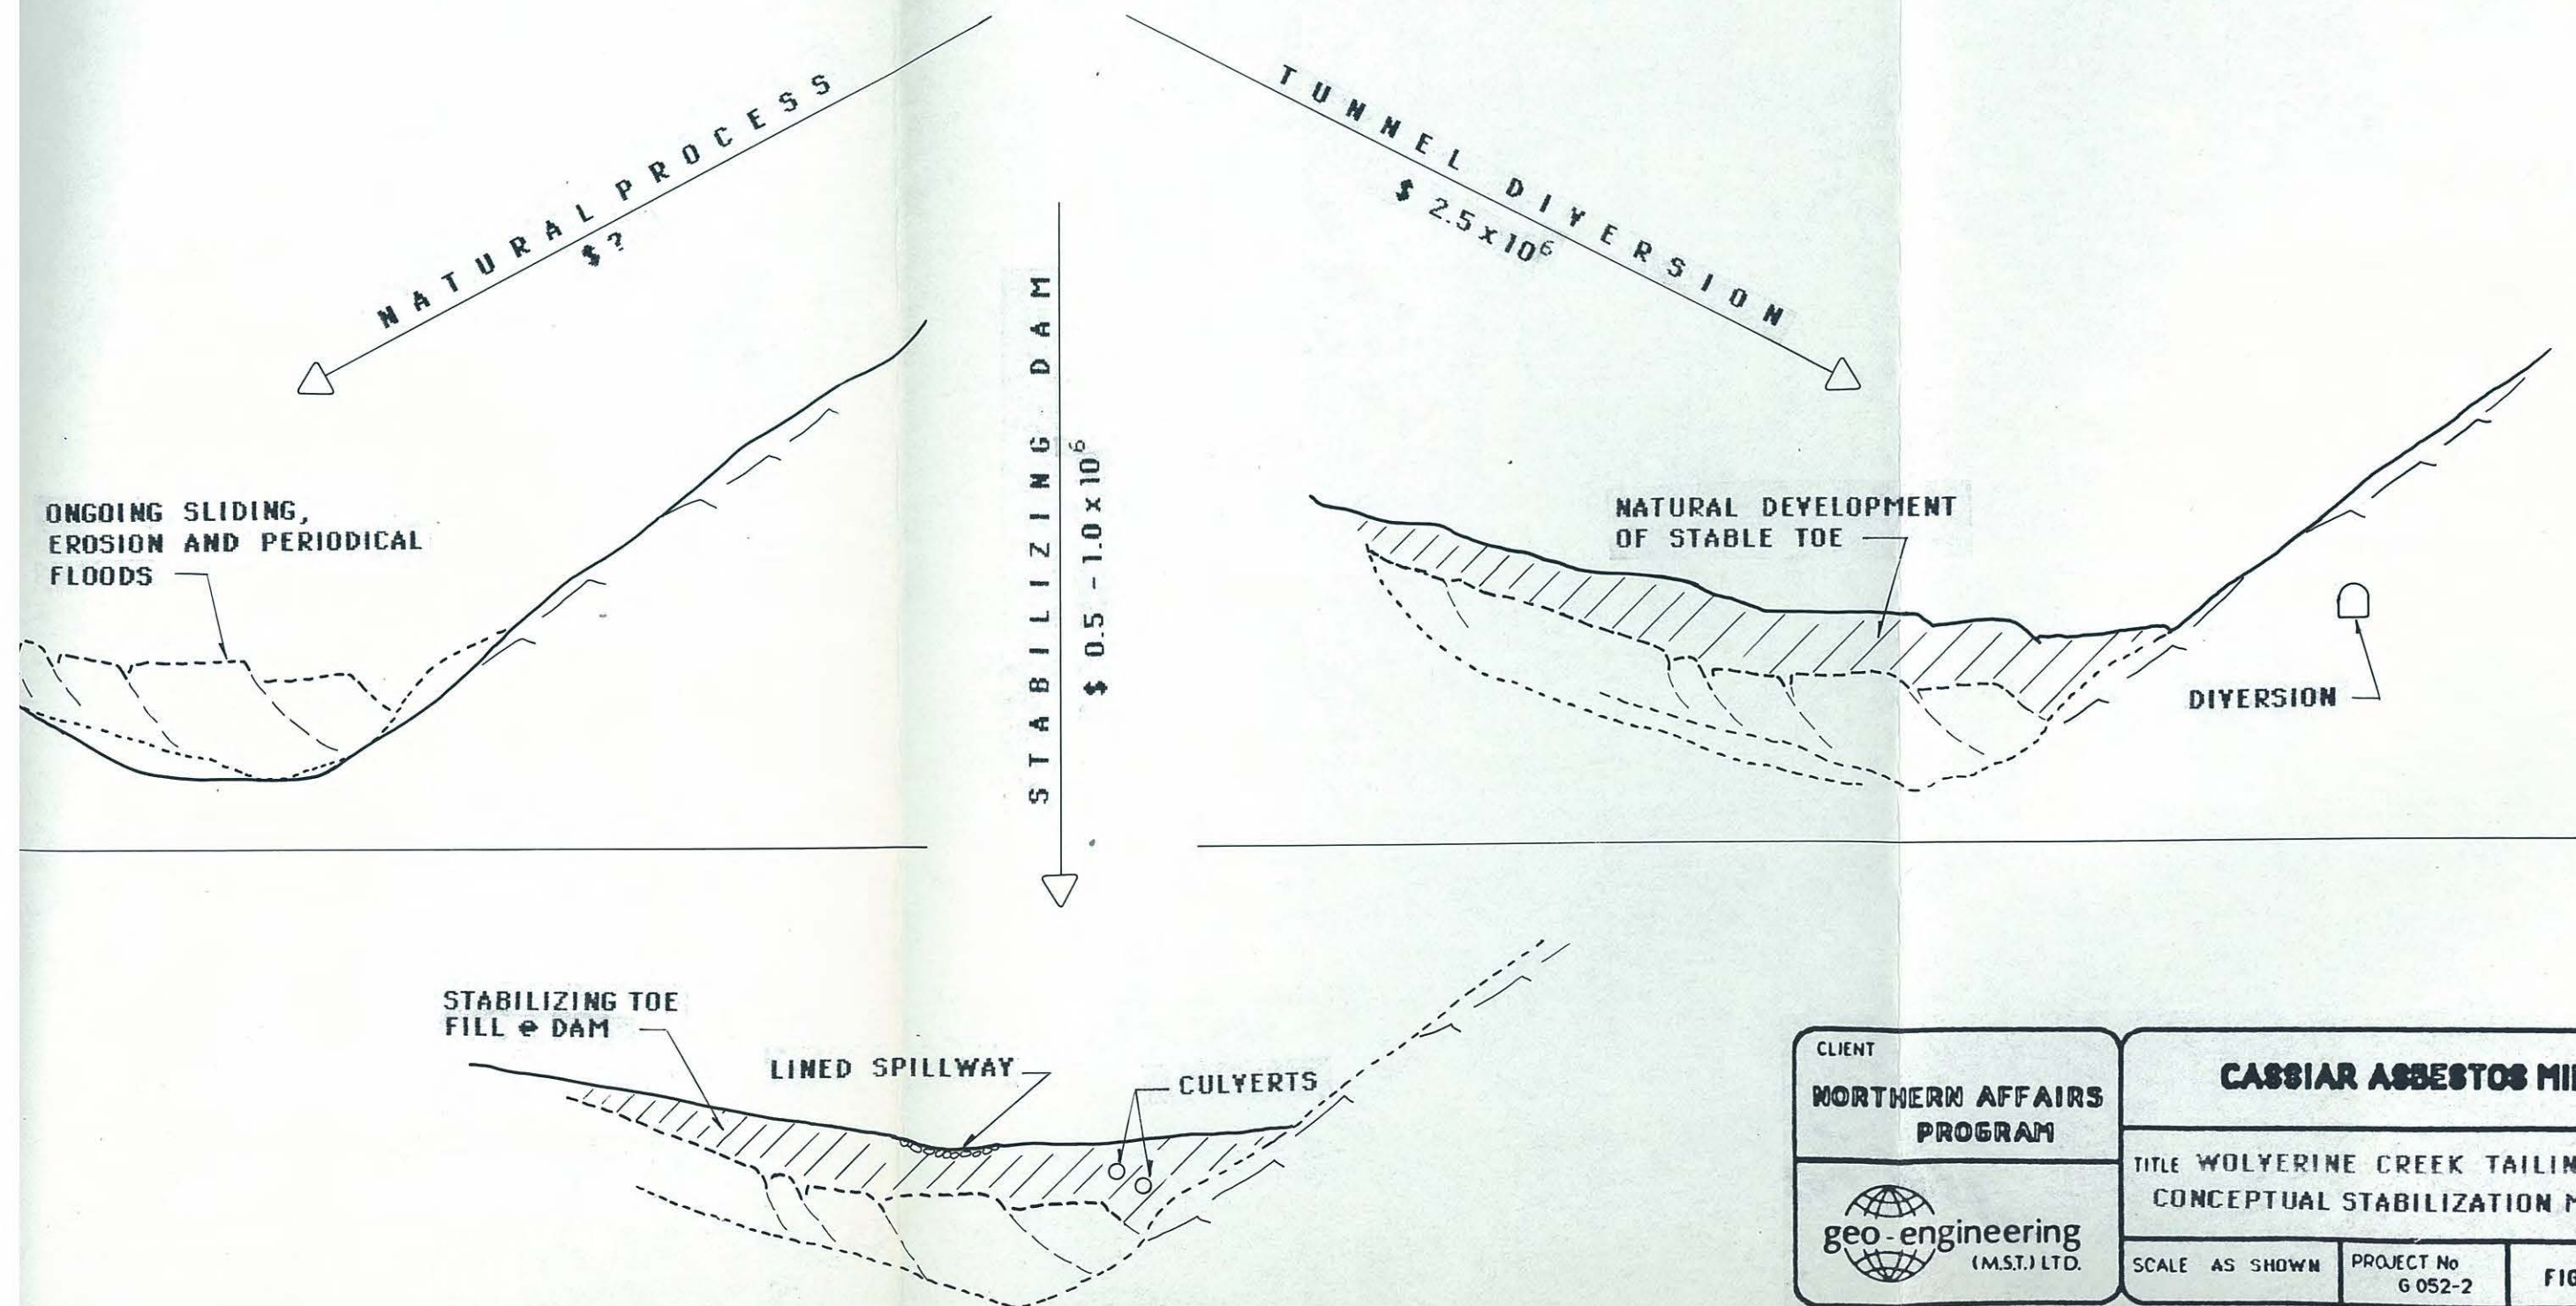 NATURAL PROCESS
$ ?
TUNNEL DIVERSION
$ 2.5 x 10⁶
STABILIZING DAM
$ 0.5 - 1.0 x 10⁶
ONGOING SLIDING,
EROSION AND PERIODICAL
FLOODS
NATURAL DEVELOPMENT
OF STABLE TOE
DIVERSION
STABILIZING TOE
FILL @ DAM
LINED SPILLWAY
CULVERTS
CLIENT
NORTHERN AFFAIRS
PROGRAM
geo-engineering
(M.S.T.) LTD.
CASSIAR ASBESTOS MI
TITLE WOLVERINE CREEK TAILIN
CONCEPTUAL STABILIZATION M
SCALE AS SHOWN
PROJECT No
G 052-2
FIG